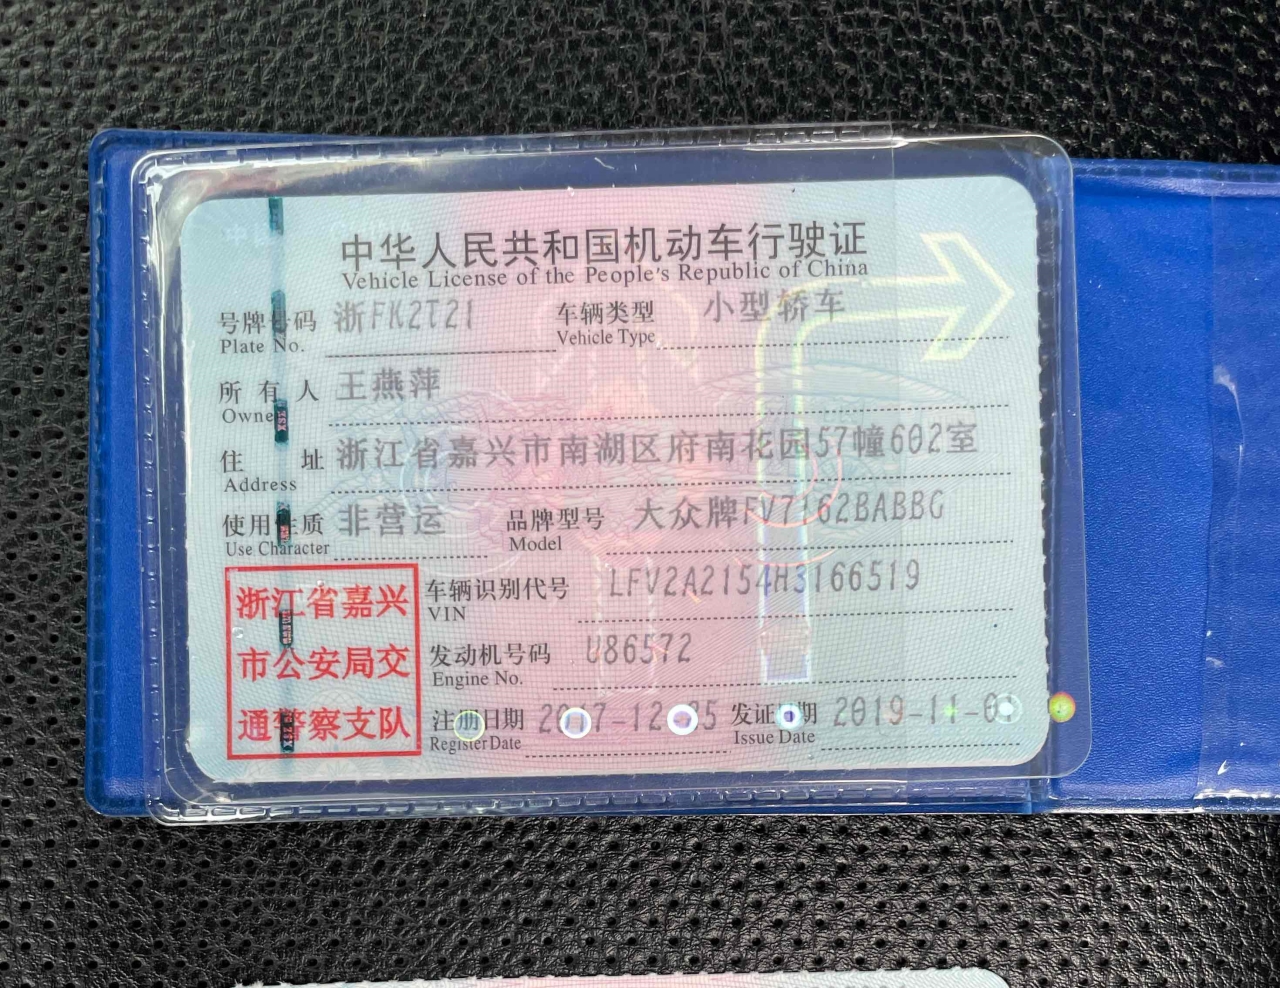 中华人民共和国机动车行驶证
Vehicle License of the People's Republic of China
号牌号码 浙FK2T21 车辆类型 小型轿车
Plate No. Vehicle Type
所有人 王燕萍
Owner
住址 浙江省嘉兴市南湖区府南花园57幢602室
Address
使用性质 非营运 品牌型号 大众牌FV7162BABBG
Use Character Model
浙江省嘉兴
市公安局交
通警察支队
车辆识别代号 LFV2A2154H3166519
VIN
发动机号码 U86572
Engine No.
注册日期 发证日期
Register Date Issue Date